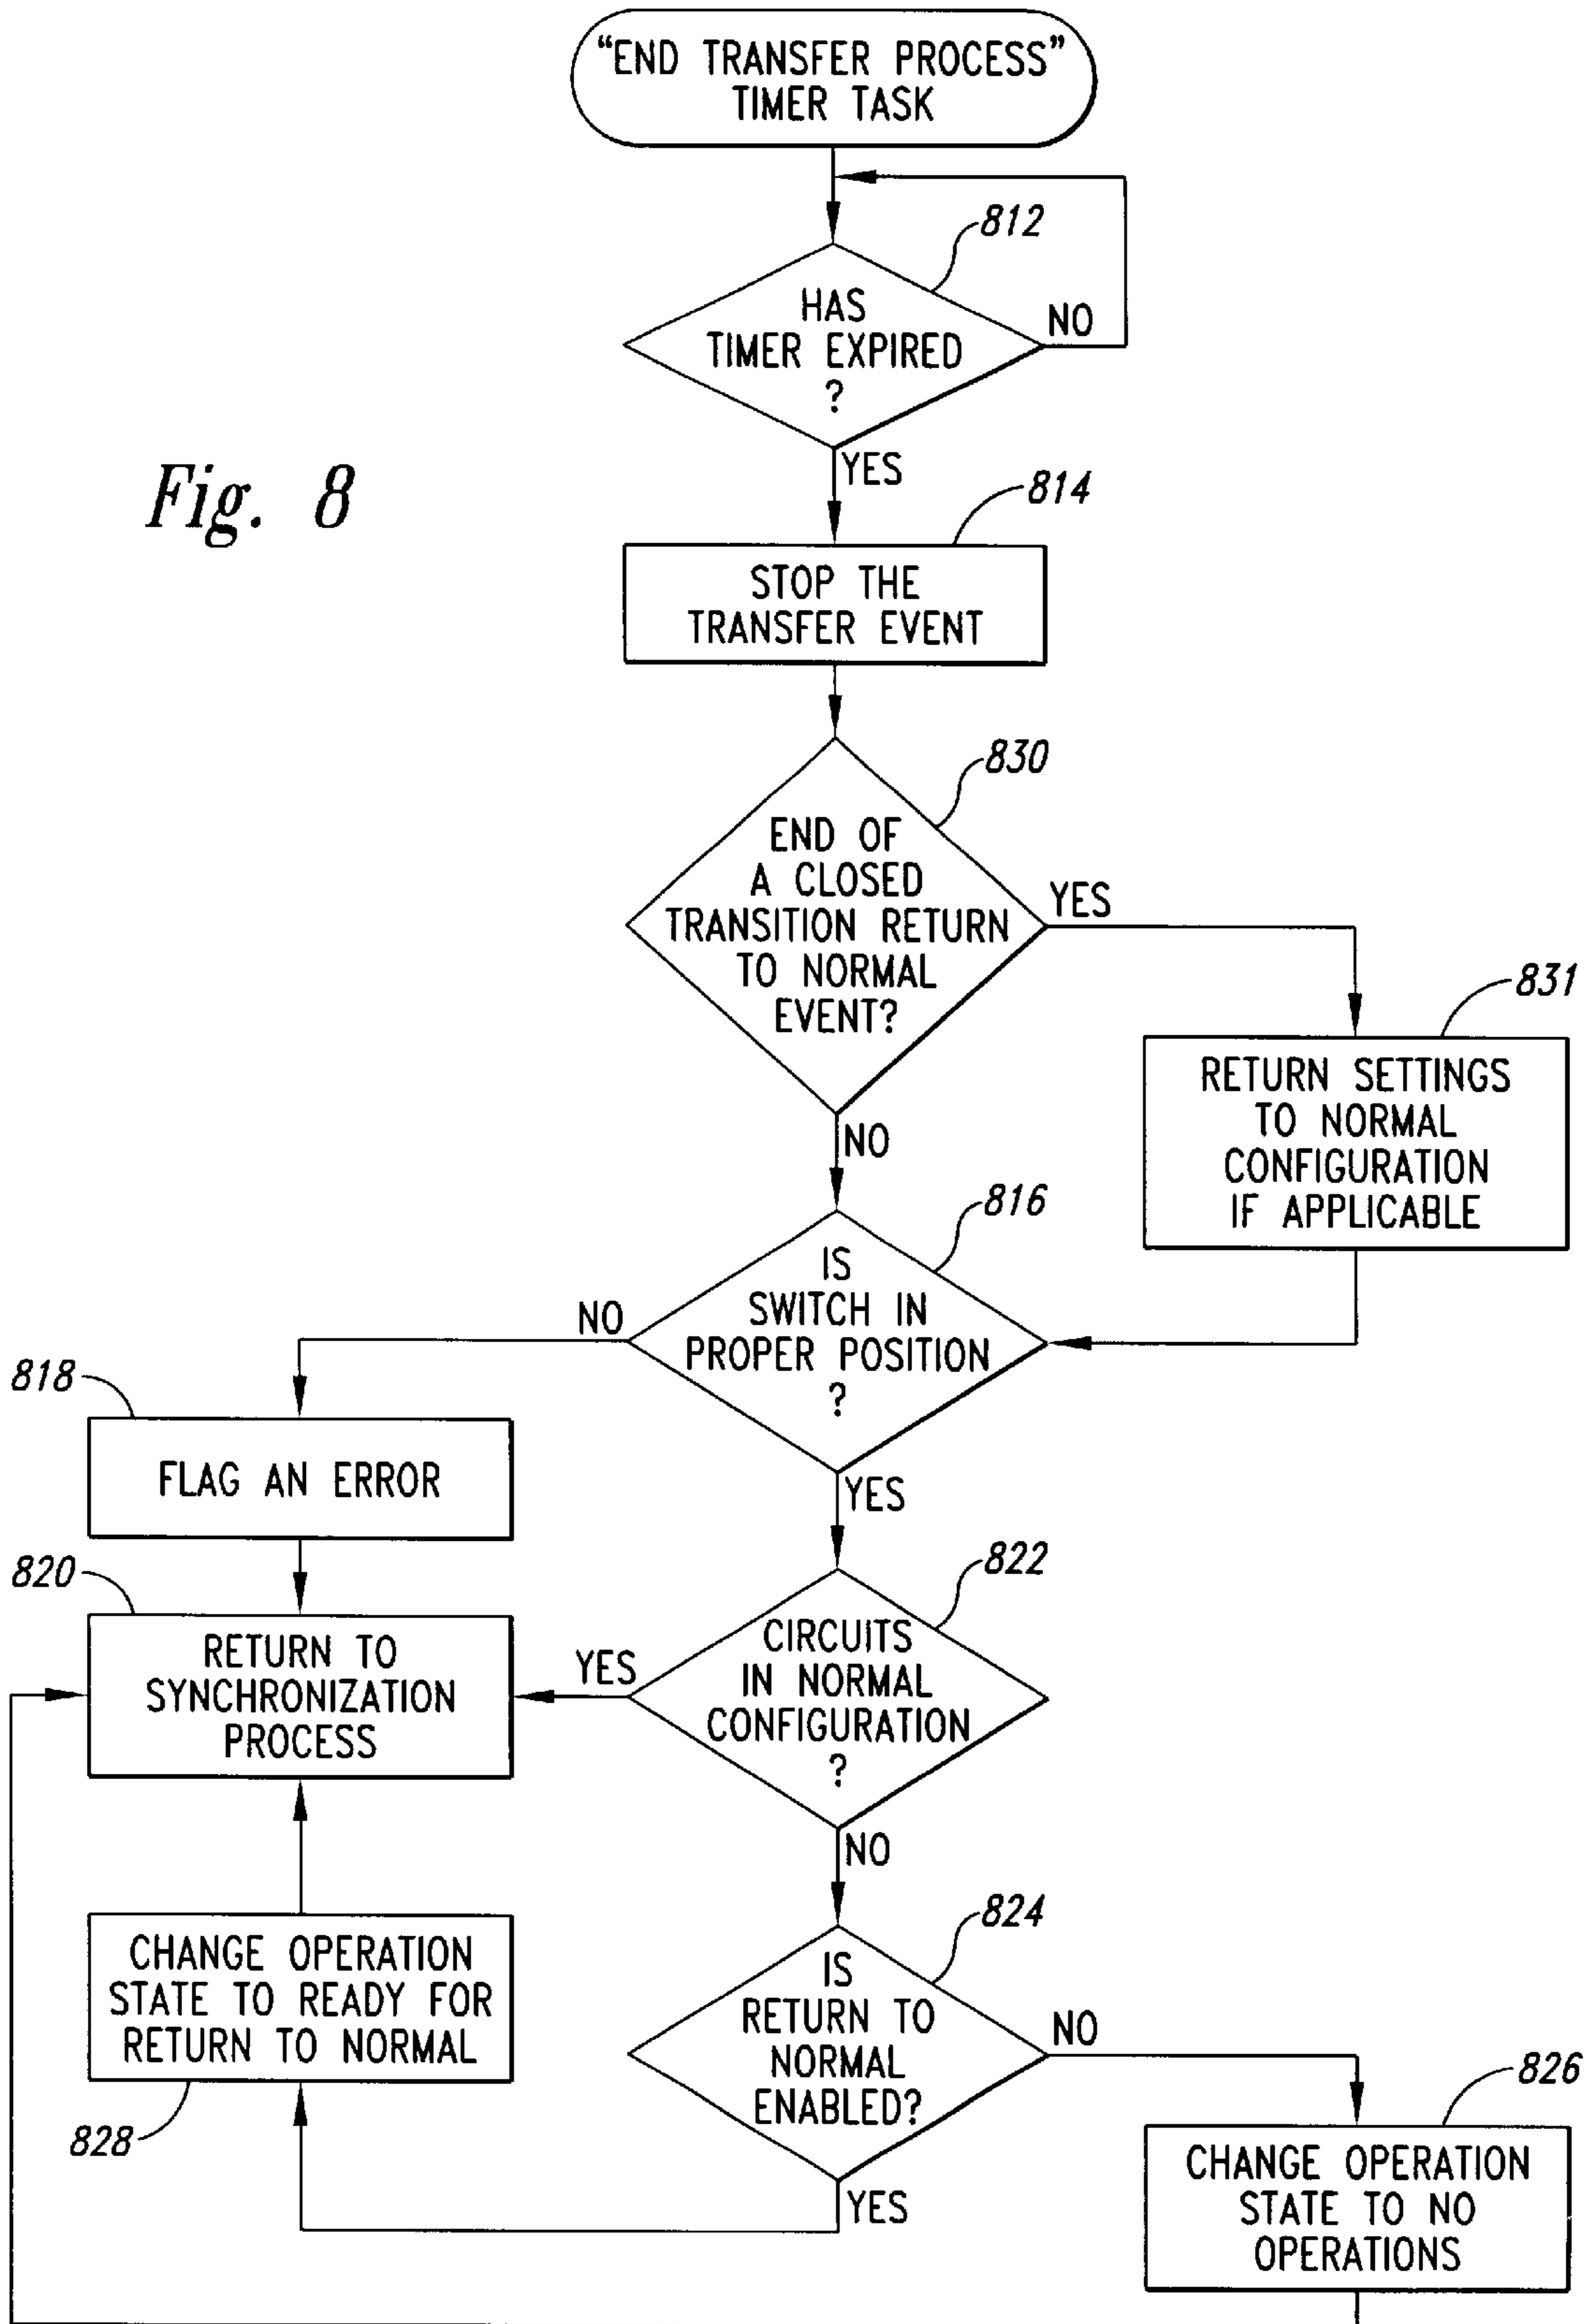 “END TRANSFER PROCESS”
TIMER TASK
812
HAS
TIMER EXPIRED
?
NO
YES
Fig. 8
814
STOP THE
TRANSFER EVENT
830
END OF
A CLOSED
TRANSITION RETURN
TO NORMAL
EVENT?
YES
NO
831
RETURN SETTINGS
TO NORMAL
CONFIGURATION
IF APPLICABLE
816
IS
SWITCH IN
PROPER POSITION
?
NO
YES
818
FLAG AN ERROR
820
RETURN TO
SYNCHRONIZATION
PROCESS
822
CIRCUITS
IN NORMAL
CONFIGURATION
?
YES
NO
824
IS
RETURN TO
NORMAL
ENABLED?
NO
YES
CHANGE OPERATION
STATE TO READY FOR
RETURN TO NORMAL
828
826
CHANGE OPERATION
STATE TO NO
OPERATIONS